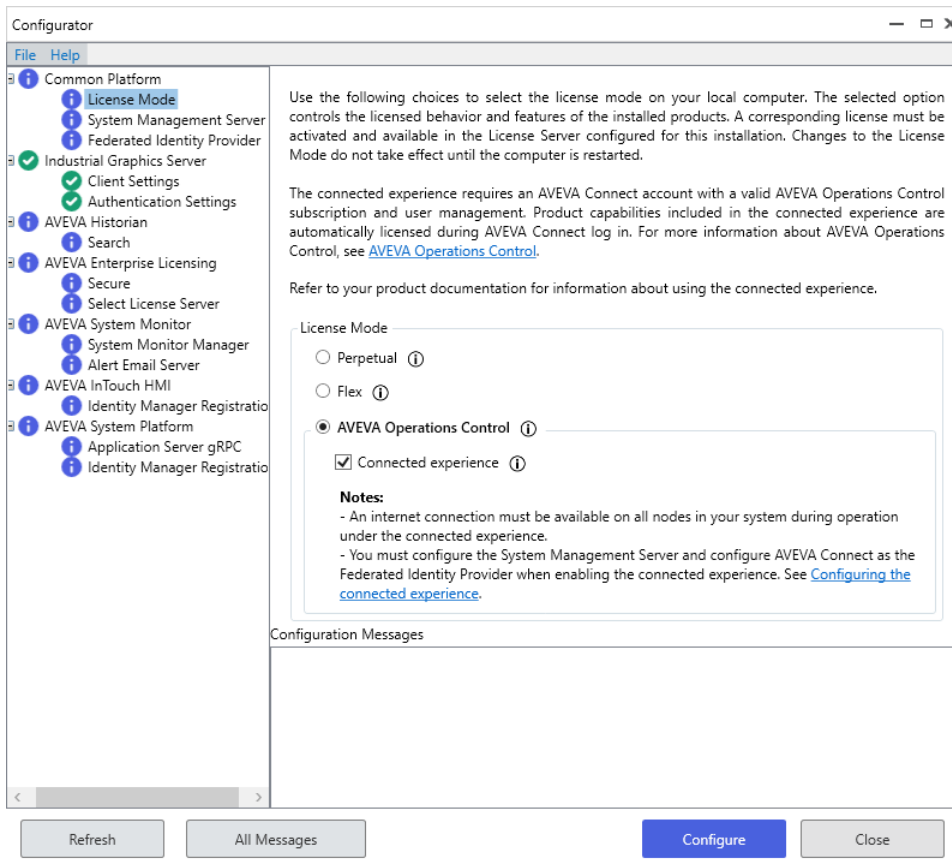 Configurator
File Help
Common Platform
License Mode
System Management Server
Federated Identity Provider
Industrial Graphics Server
Client Settings
Authentication Settings
AVEVA Historian
Search
AVEVA Enterprise Licensing
Secure
Select License Server
AVEVA System Monitor
System Monitor Manager
Alert Email Server
AVEVA InTouch HMI
Identity Manager Registratio
AVEVA System Platform
Application Server gRPC
Identity Manager Registratio
Use the following choices to select the license mode on your local computer. The selected option
controls the licensed behavior and features of the installed products. A corresponding license must be
activated and available in the License Server configured for this installation. Changes to the License
Mode do not take effect until the computer is restarted.
The connected experience requires an AVEVA Connect account with a valid AVEVA Operations Control
subscription and user management. Product capabilities included in the connected experience are
automatically licensed during AVEVA Connect log in. For more information about AVEVA Operations
Control, see AVEVA Operations Control.
Refer to your product documentation for information about using the connected experience.
License Mode
Perpetual
Flex
AVEVA Operations Control
Connected experience
Notes:
- An internet connection must be available on all nodes in your system during operation
under the connected experience.
- You must configure the System Management Server and configure AVEVA Connect as the
Federated Identity Provider when enabling the connected experience. See Configuring the
connected experience.
Configuration Messages
Refresh
All Messages
Configure
Close